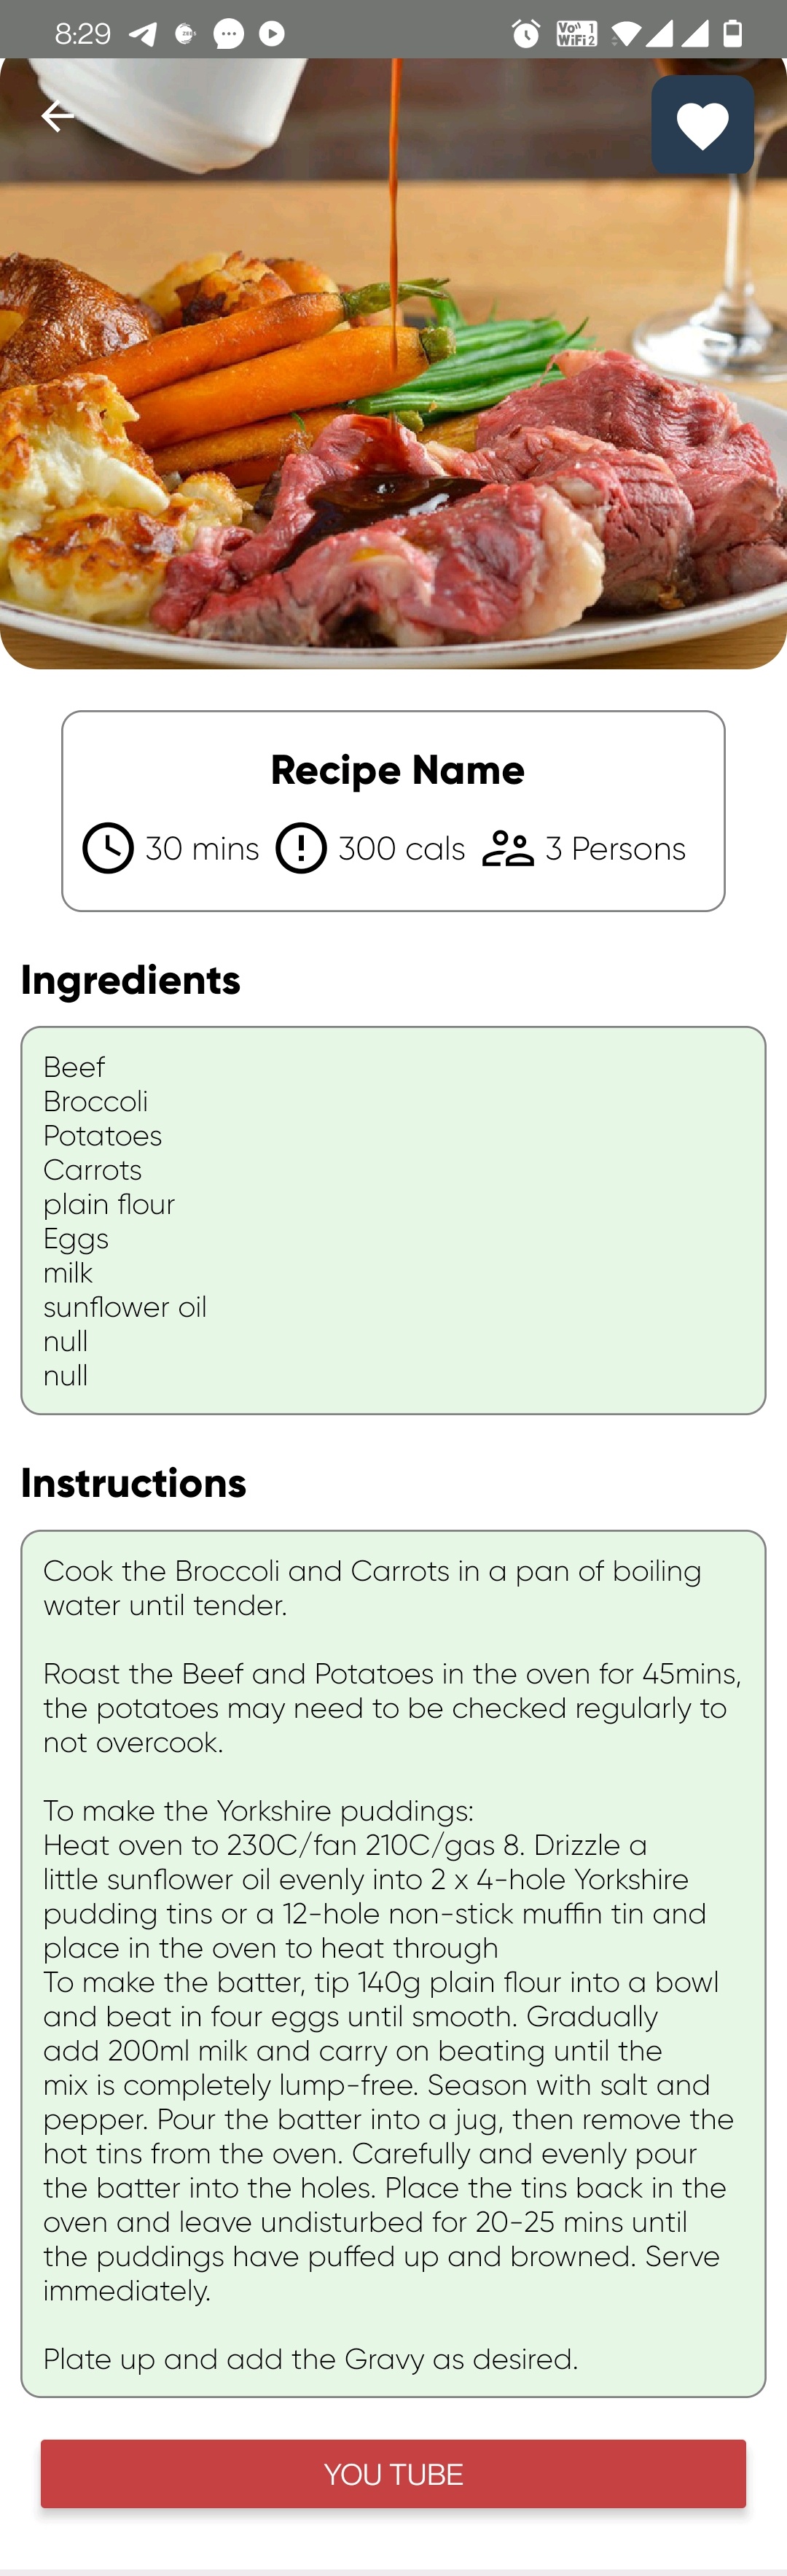 8:29
Vo)) 1
WiFi 2
Recipe Name
30 mins 300 cals 3 Persons
Ingredients
Beef
Broccoli
Potatoes
Carrots
plain flour
Eggs
milk
sunflower oil
null
null
Instructions
Cook the Broccoli and Carrots in a pan of boiling
water until tender.
Roast the Beef and Potatoes in the oven for 45mins,
the potatoes may need to be checked regularly to
not overcook.
To make the Yorkshire puddings:
Heat oven to 230C/fan 210C/gas 8. Drizzle a
little sunflower oil evenly into 2 x 4-hole Yorkshire
pudding tins or a 12-hole non-stick muffin tin and
place in the oven to heat through
To make the batter, tip 140g plain flour into a bowl
and beat in four eggs until smooth. Gradually
add 200ml milk and carry on beating until the
mix is completely lump-free. Season with salt and
pepper. Pour the batter into a jug, then remove the
hot tins from the oven. Carefully and evenly pour
the batter into the holes. Place the tins back in the
oven and leave undisturbed for 20-25 mins until
the puddings have puffed up and browned. Serve
immediately.
Plate up and add the Gravy as desired.
YOU TUBE